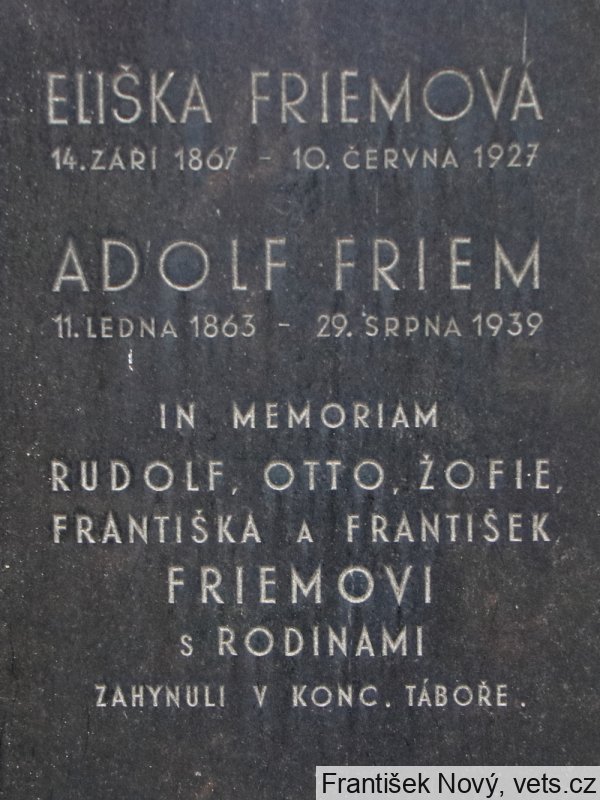 ELIŠKA FRIEMOVÁ
14. ZÁŘÍ 1867 - 10. ČERVNA 1927
ADOLF FRIEM
11. LEDNA 1863 - 29. SRPNA 1939
IN MEMORIAM
RUDOLF, OTTO, ŽOFIE,
FRANTIŠKA A FRANTIŠEK
FRIEMOVI
S RODINAMI
ZAHYNULI V KONC. TÁBOŘE.
František Nový, vets.cz